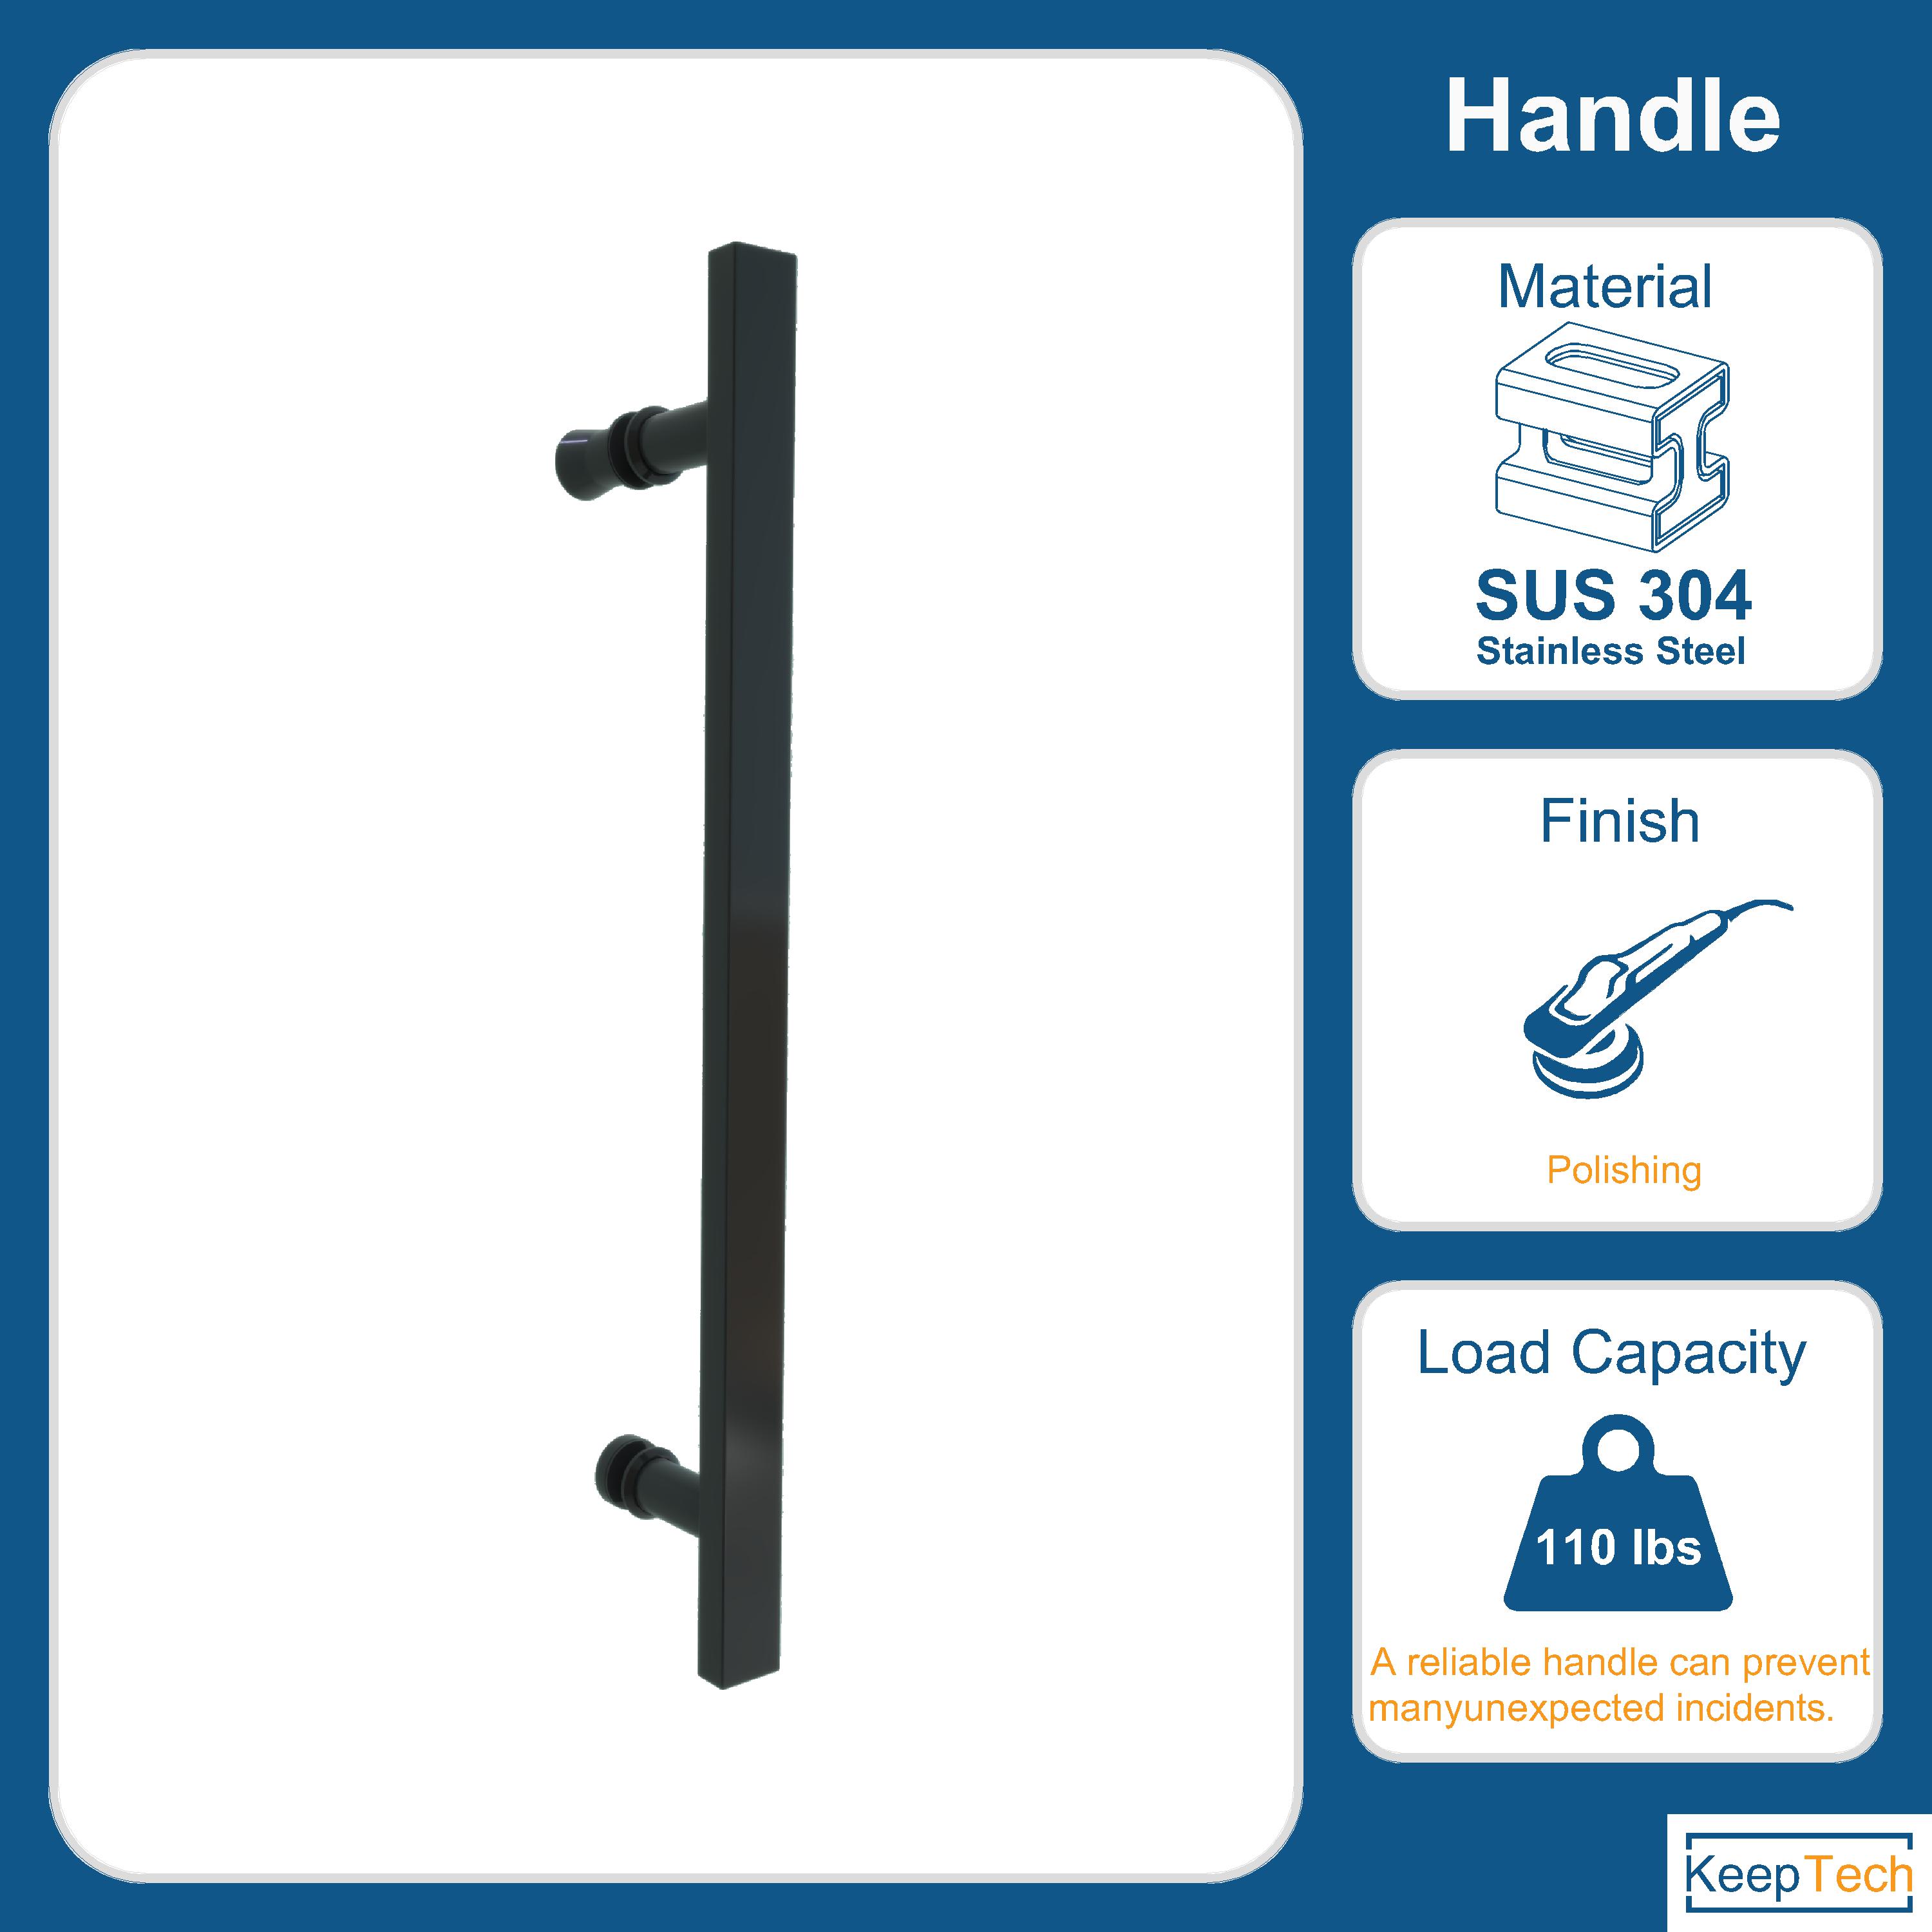 Handle
Material
SUS 304
Stainless Steel
Finish
Polishing
Load Capacity
110 lbs
A reliable handle can prevent
manyunexpected incidents.
KeepTech